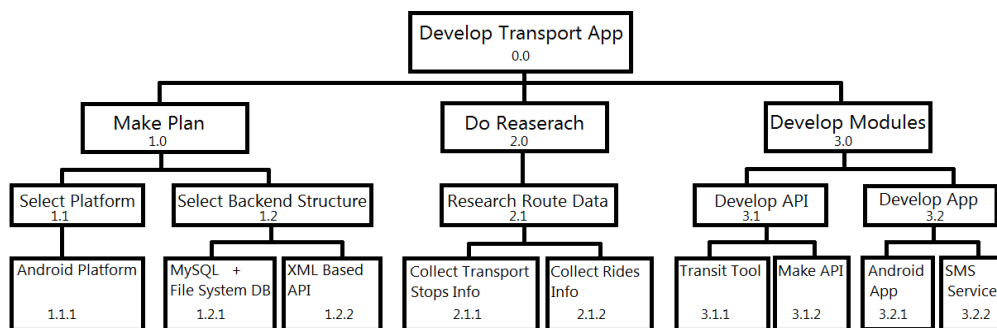 Develop Transport App
0.0
Make Plan
1.0
Do Reaserach
2.0
Develop Modules
3.0
Select Platform
1.1
Select Backend Structure
1.2
Research Route Data
2.1
Develop API
3.1
Develop App
3.2
Android Platform
1.1.1
MySQL +
File System DB
1.2.1
XML Based
API
1.2.2
Collect Transport
Stops Info
2.1.1
Collect Rides
Info
2.1.2
Transit Tool
3.1.1
Make API
3.1.2
Android
App
3.2.1
SMS
Service
3.2.2